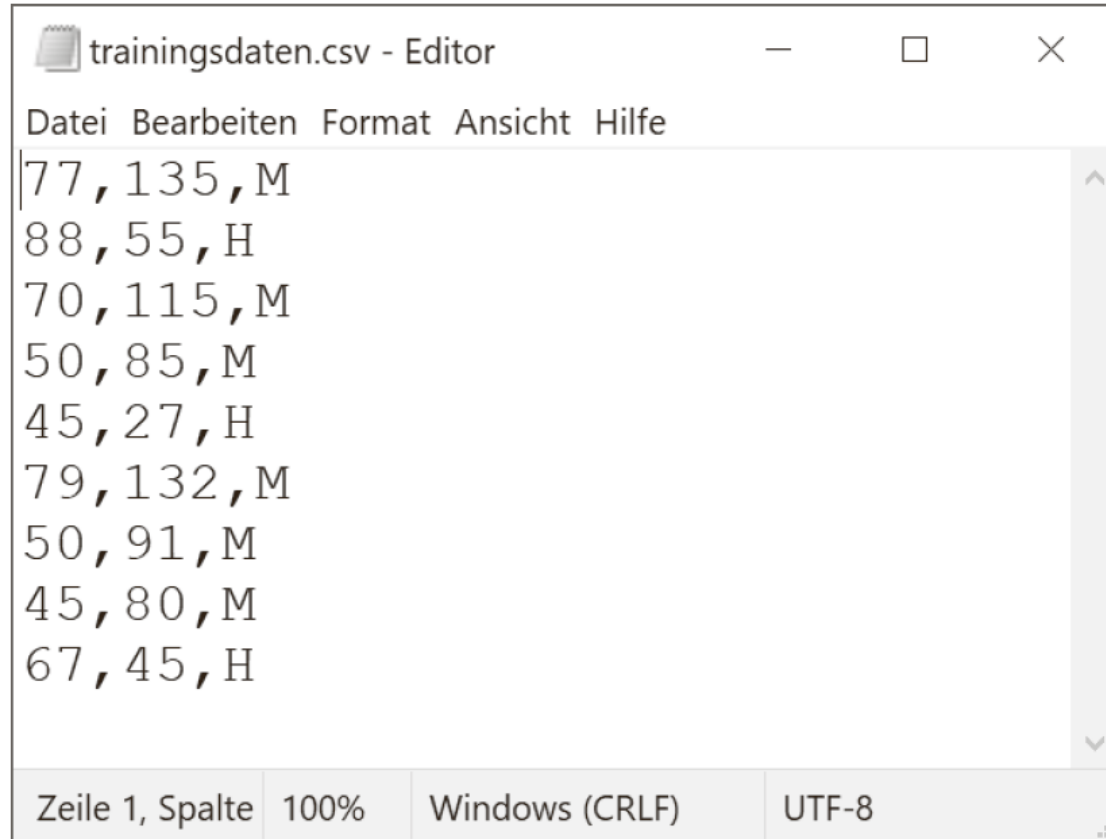 trainingsdaten.csv - Editor
Datei Bearbeiten Format Ansicht Hilfe
77,135,M
88,55,H
70,115,M
50,85,M
45,27,H
79,132,M
50,91,M
45,80,M
67,45,H
Zeile 1, Spalte 100% Windows (CRLF) UTF-8